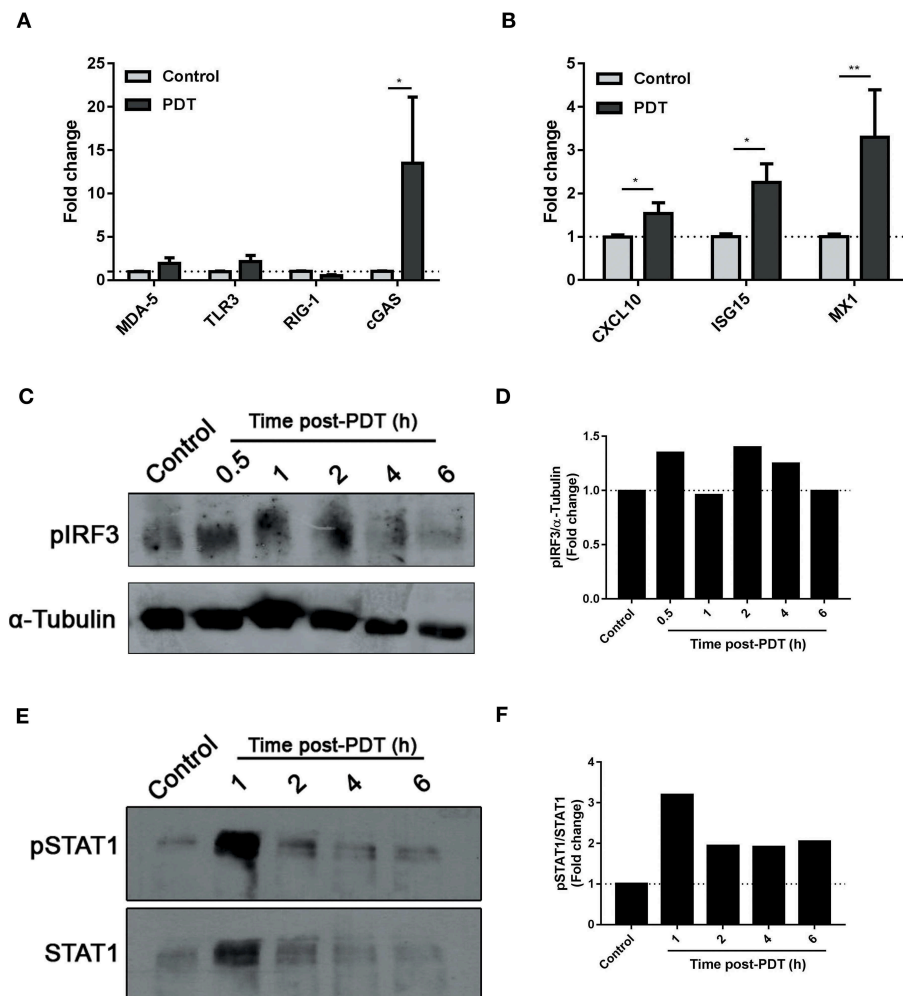 A
Fold change
25
20
15
10
5
0
Control
PDT
*
MDA-5
TLR3
RIG-1
cGAS
B
Fold change
5
4
3
2
1
0
Control
PDT
*
*
**
CXCL10
ISG15
MX1
C
Control
Time post-PDT (h)
0.5
1
2
4
6
pIRF3
α-Tubulin
D
pIRF3/α-Tubulin
(Fold change)
1.5
1.0
0.5
0.0
Control
0.5
1
2
4
6
Time post-PDT (h)
E
Control
Time post-PDT (h)
1
2
4
6
pSTAT1
STAT1
F
pSTAT1/STAT1
(Fold change)
4
3
2
1
0
Control
1
2
4
6
Time post-PDT (h)